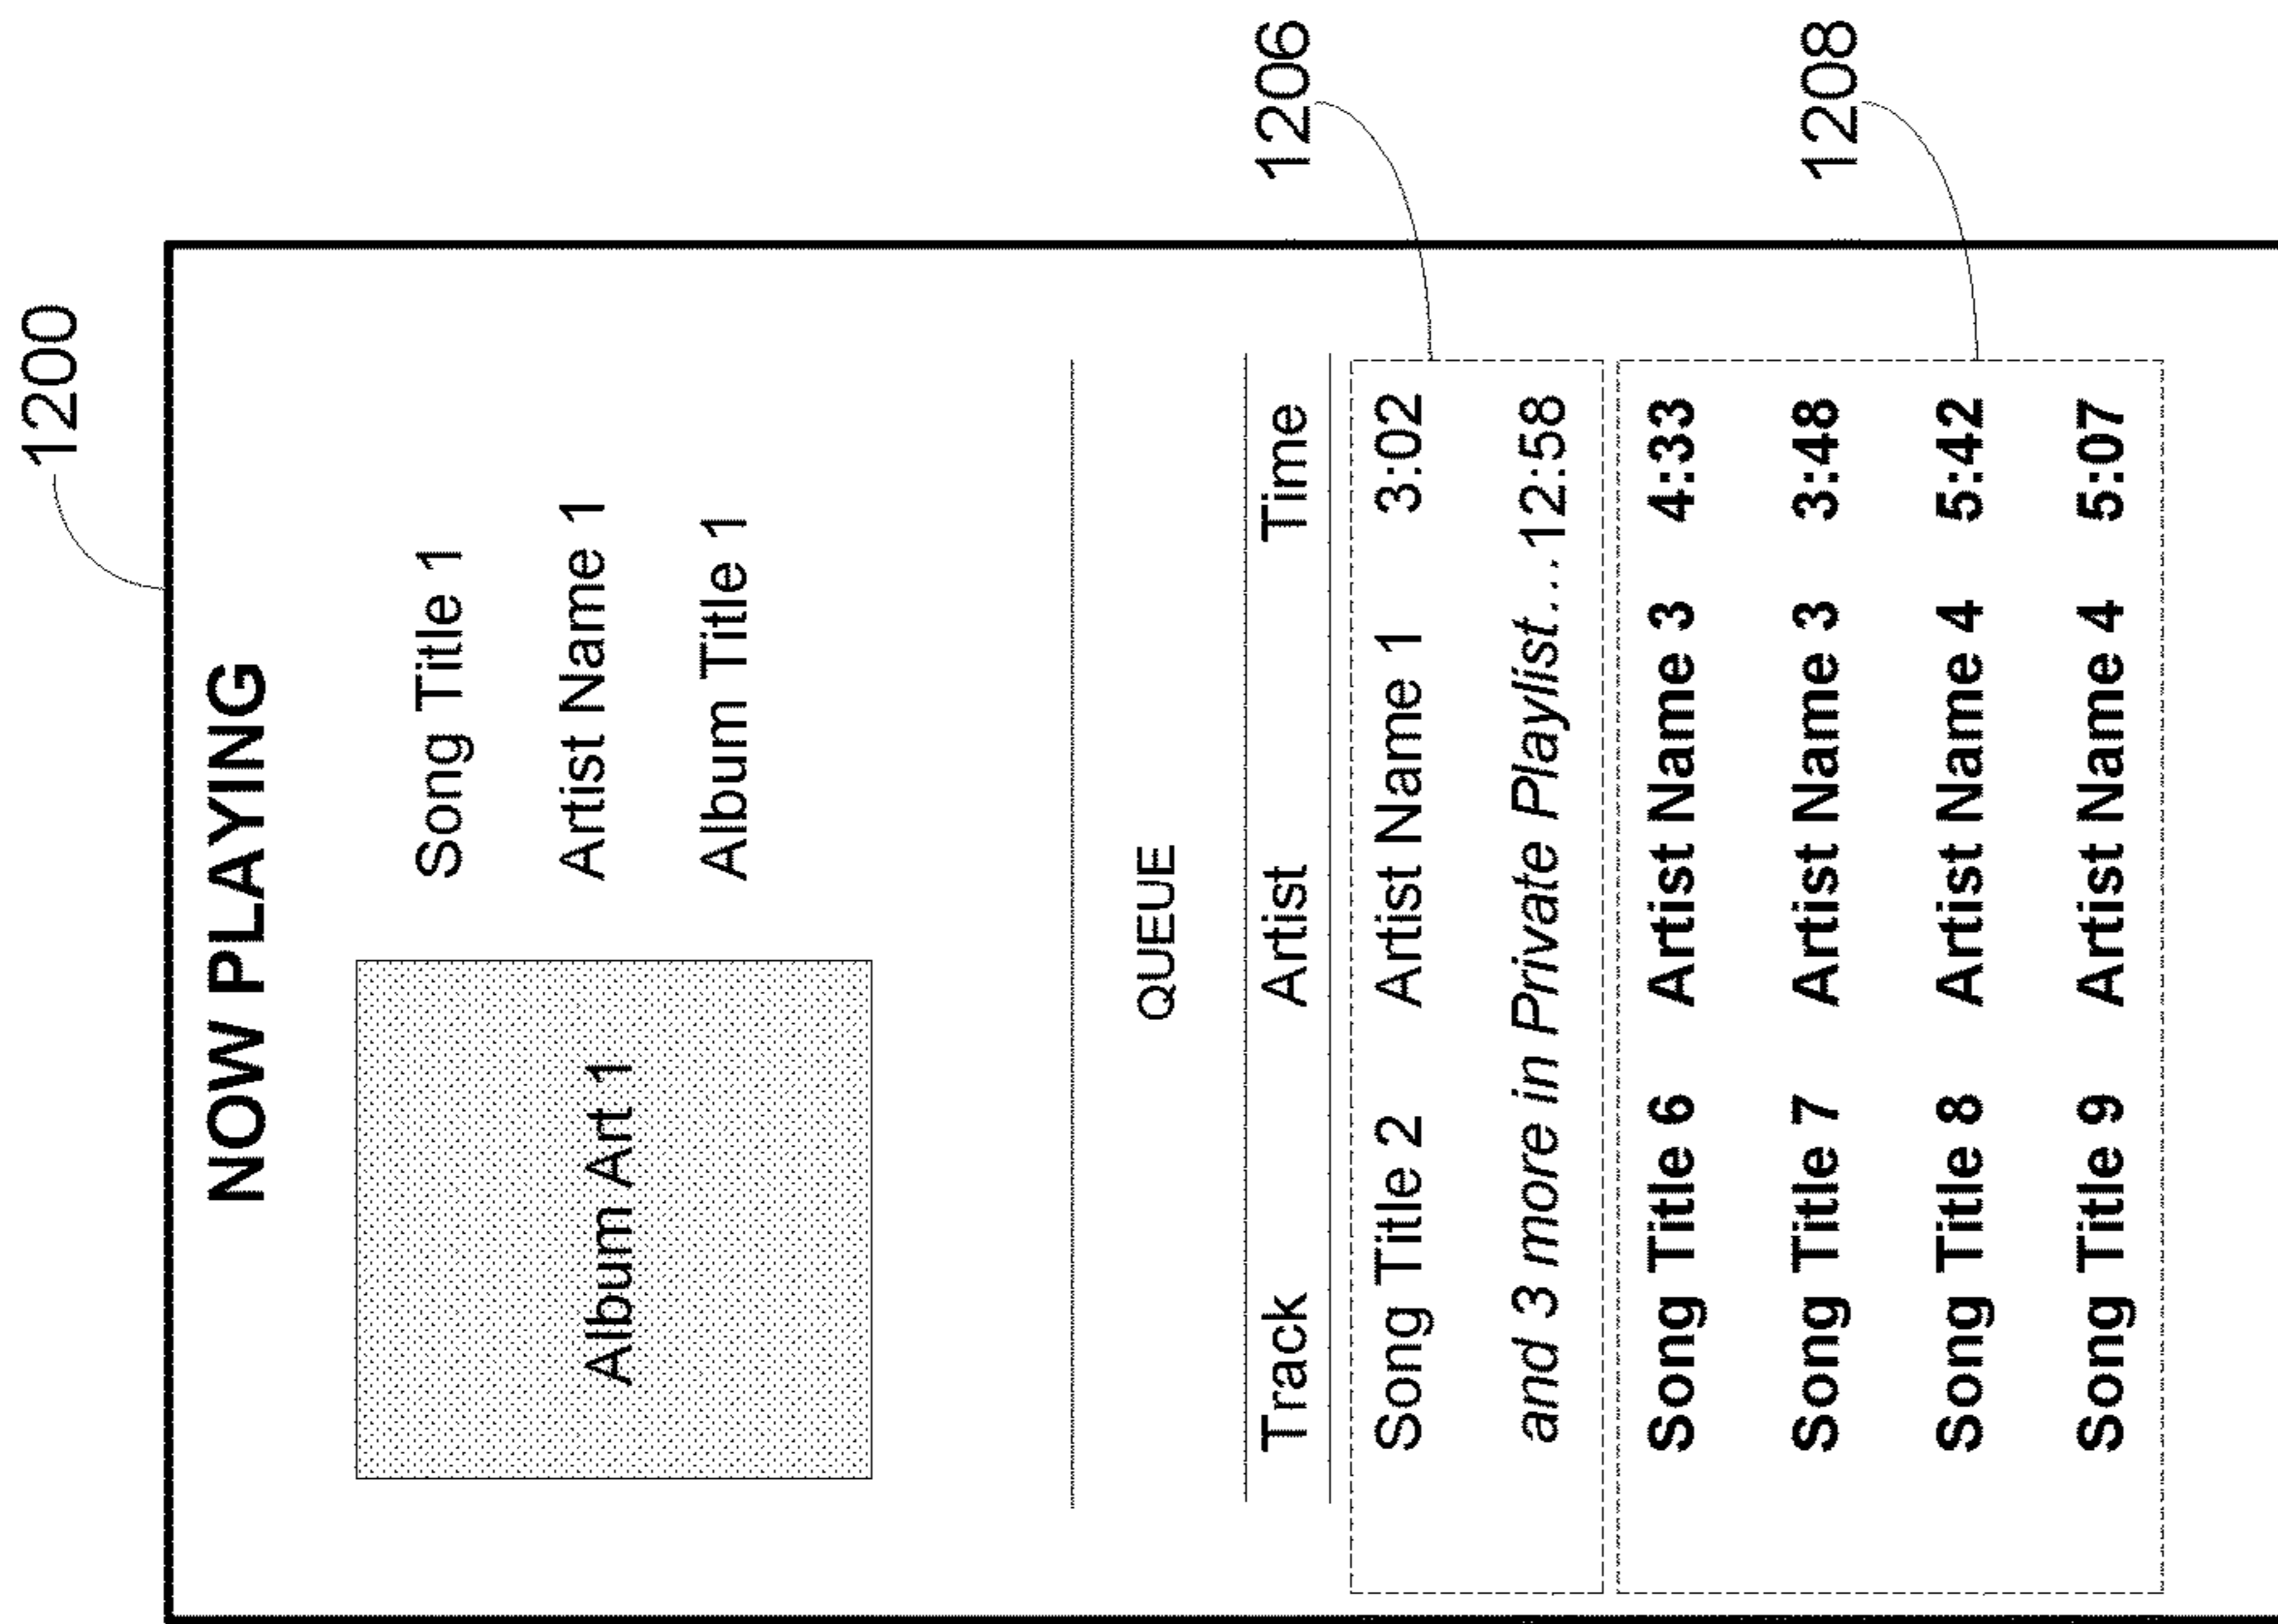 1200
NOW PLAYING
Album Art 1
Song Title 1
Artist Name 1
Album Title 1
QUEUE
Track Artist Time
Song Title 2 Artist Name 1 3:02
and 3 more in Private Playlist...12:58
1206
Song Title 6 Artist Name 3 4:33
Song Title 7 Artist Name 3 3:48
Song Title 8 Artist Name 4 5:42
Song Title 9 Artist Name 4 5:07
1208